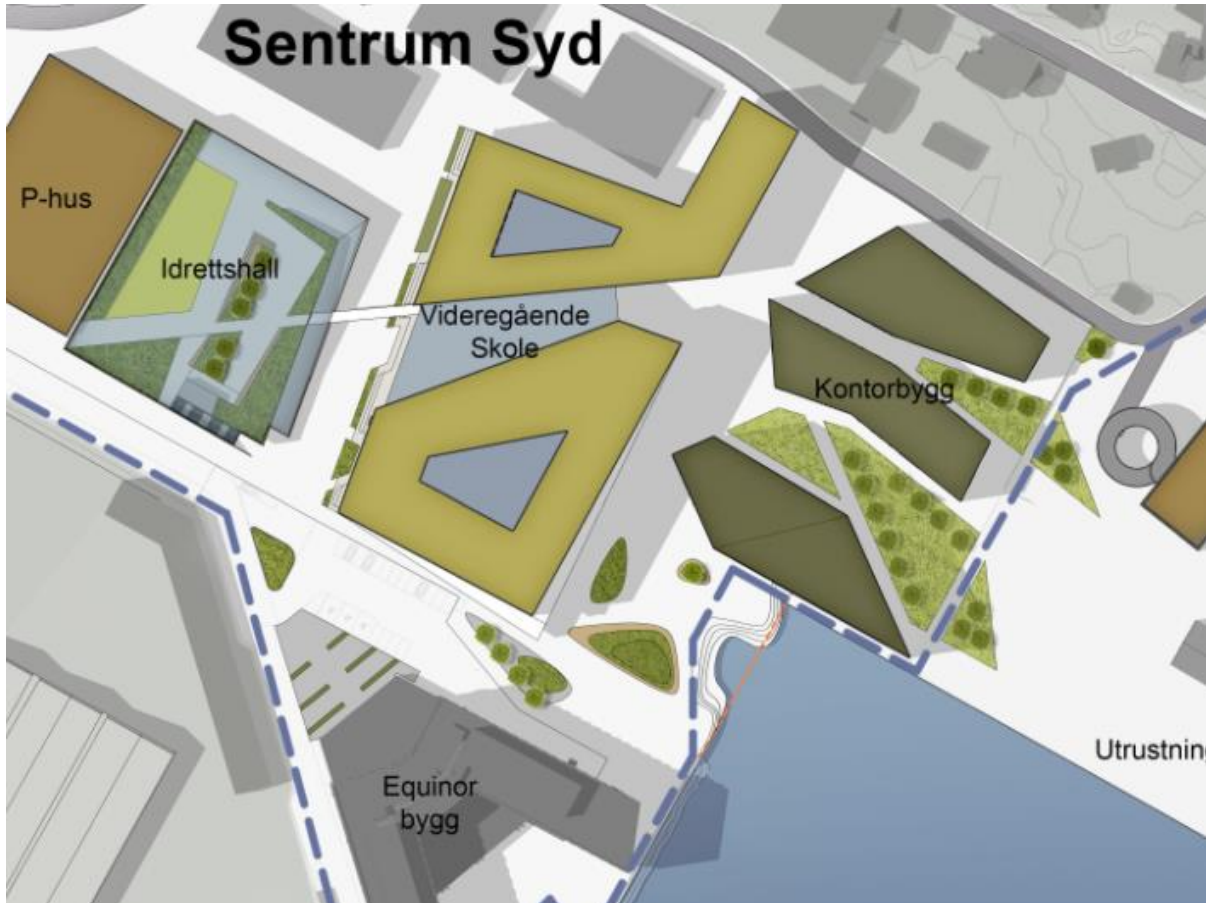 Sentrum Syd
P-hus
Idrettshall
Videregående
Skole
Kontorbygg
Utrustning
Equinor
bygg